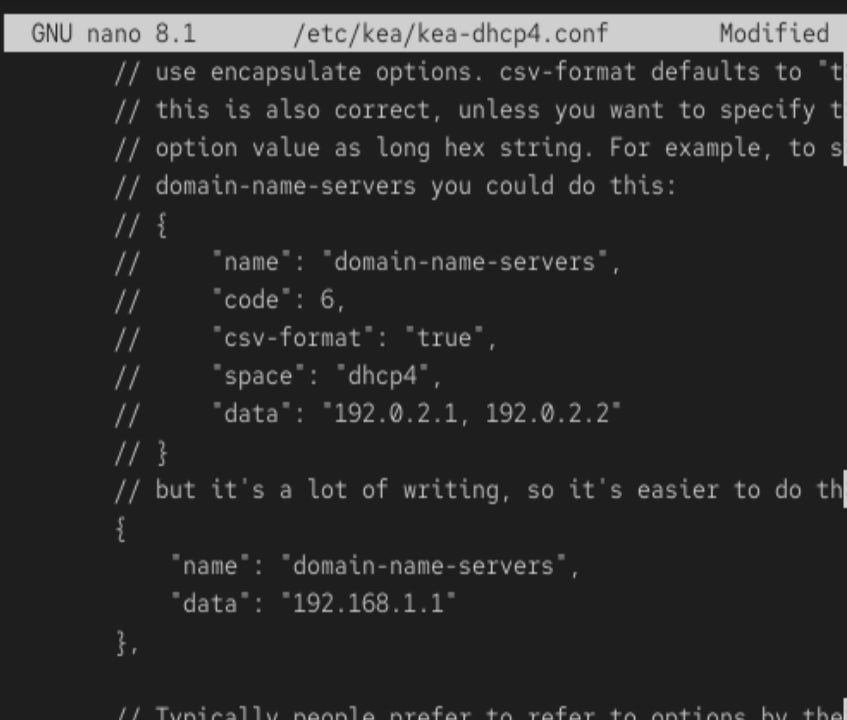 GNU nano 8.1 /etc/kea/kea-dhcp4.conf Modified
// use encapsulate options. csv-format defaults to "t
// this is also correct, unless you want to specify t
// option value as long hex string. For example, to s
// domain-name-servers you could do this:
// {
// "name": "domain-name-servers",
// "code": 6,
// "csv-format": "true",
// "space": "dhcp4",
// "data": "192.0.2.1, 192.0.2.2"
// }
// but it's a lot of writing, so it's easier to do th
{
"name": "domain-name-servers",
"data": "192.168.1.1"
},
// Typically people prefer to refer to options by the